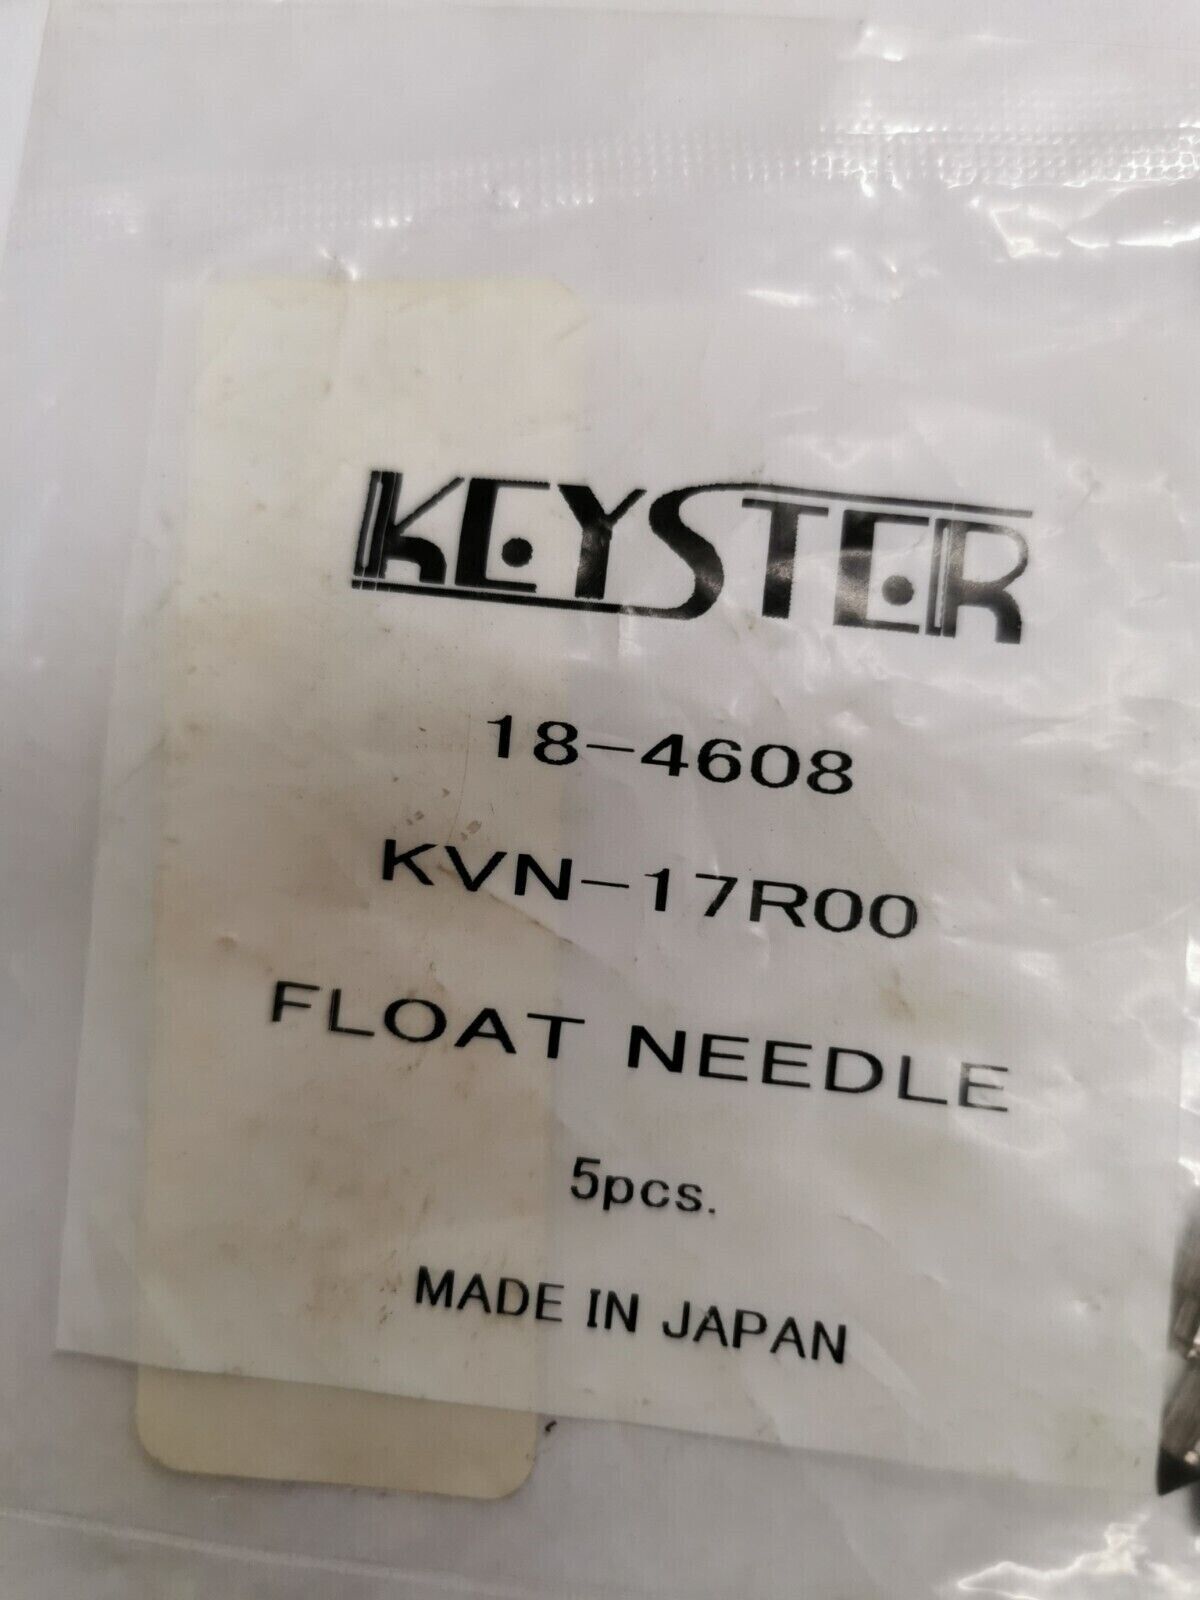 KEYSTER
18-4608
KVN-17R00
FLOAT NEEDLE
5pcs.
MADE IN JAPAN